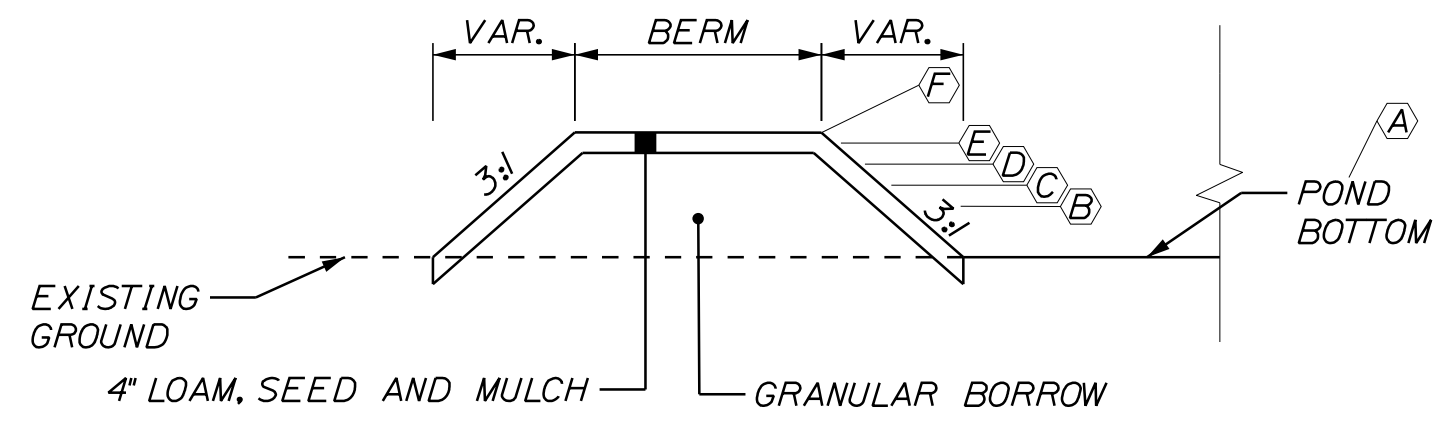 VAR. BERM VAR.
F
A
E
D
C
B
3:1
3:1
POND
BOTTOM
EXISTING
GROUND
4" LOAM, SEED AND MULCH
GRANULAR BORROW